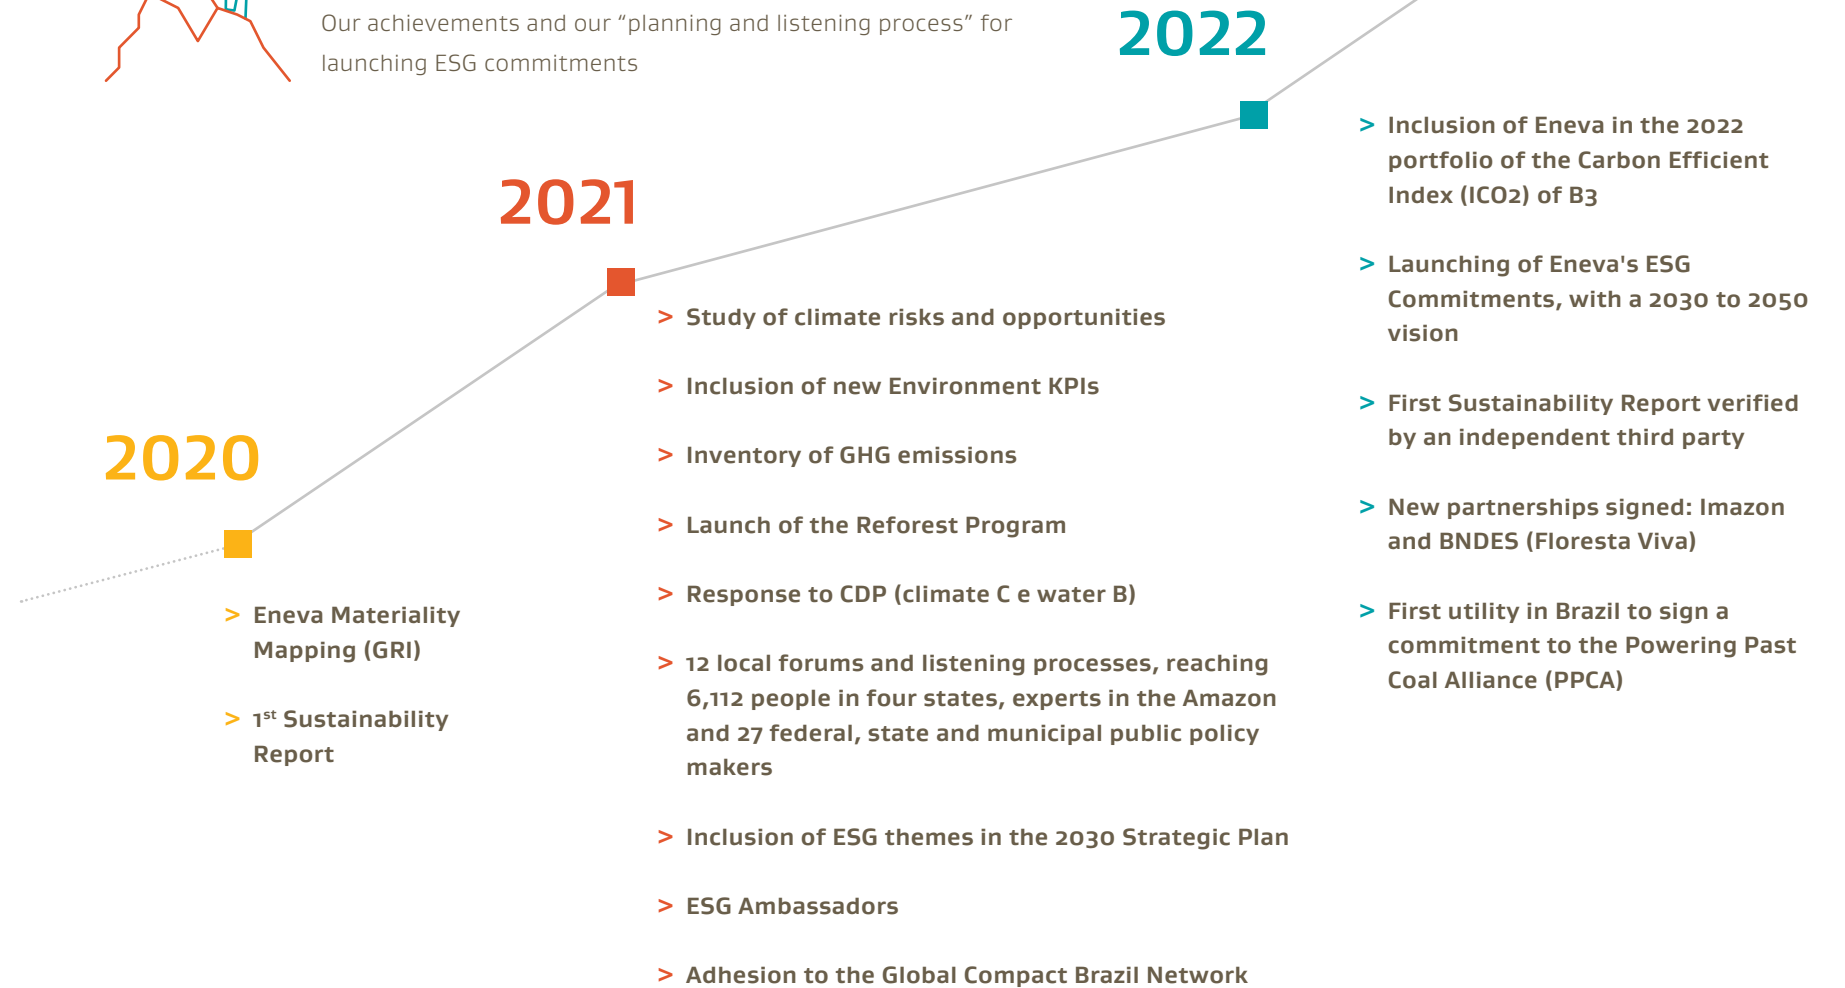 Our achievements and our “planning and listening process” for
launching ESG commitments
2020
> Eneva Materiality
Mapping (GRI)
> 1st Sustainability
Report
2021
> Study of climate risks and opportunities
> Inclusion of new Environment KPIs
> Inventory of GHG emissions
> Launch of the Reforest Program
> Response to CDP (climate C e water B)
> 12 local forums and listening processes, reaching
6,112 people in four states, experts in the Amazon
and 27 federal, state and municipal public policy
makers
> Inclusion of ESG themes in the 2030 Strategic Plan
> ESG Ambassadors
> Adhesion to the Global Compact Brazil Network
2022
> Inclusion of Eneva in the 2022
portfolio of the Carbon Efficient
Index (ICO2) of B3
> Launching of Eneva's ESG
Commitments, with a 2030 to 2050
vision
> First Sustainability Report verified
by an independent third party
> New partnerships signed: Imazon
and BNDES (Floresta Viva)
> First utility in Brazil to sign a
commitment to the Powering Past
Coal Alliance (PPCA)